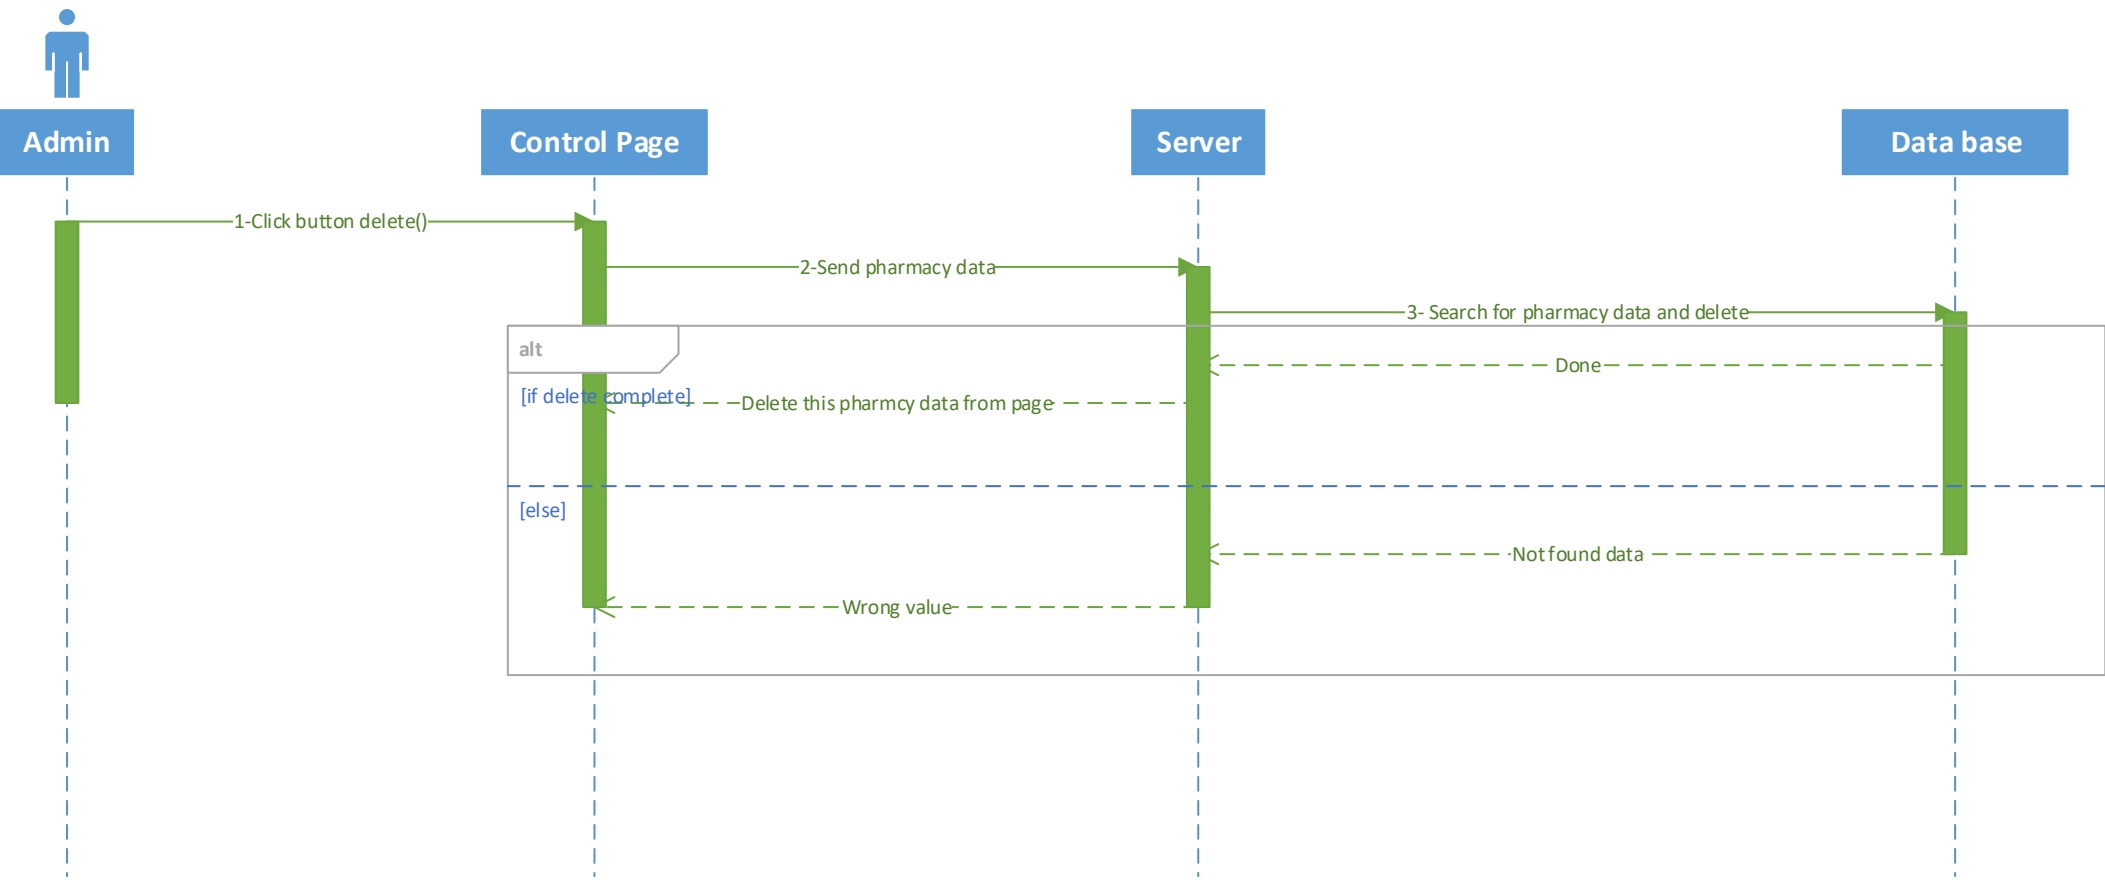 Admin
Control Page
Server
Data base
1-Click button delete()
2-Send pharmacy data
3- Search for pharmacy data and delete
alt
Done
[if delete complete]
Delete this pharmcy data from page
[else]
Not found data
Wrong value